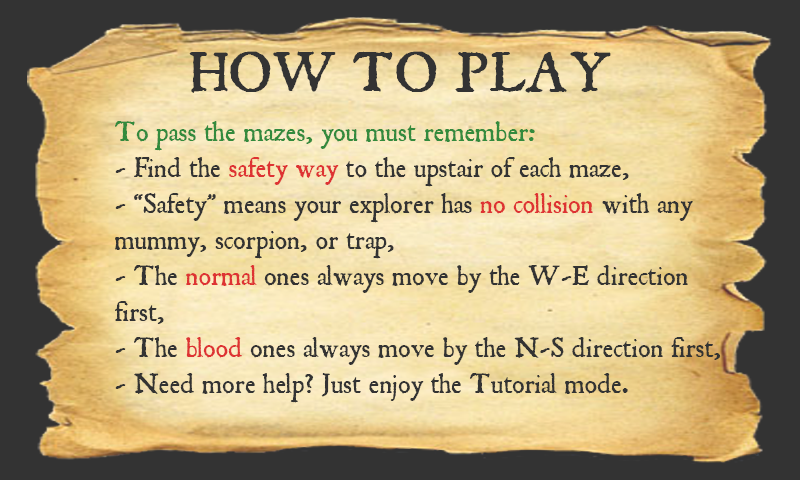 HOW TO PLAY
To pass the mazes, you must remember:
- Find the safety way to the upstair of each maze,
- “Safety” means your explorer has no collision with any
mummy, scorpion, or trap,
- The normal ones always move by the W-E direction
first,
- The blood ones always move by the N-S direction first,
- Need more help? Just enjoy the Tutorial mode.